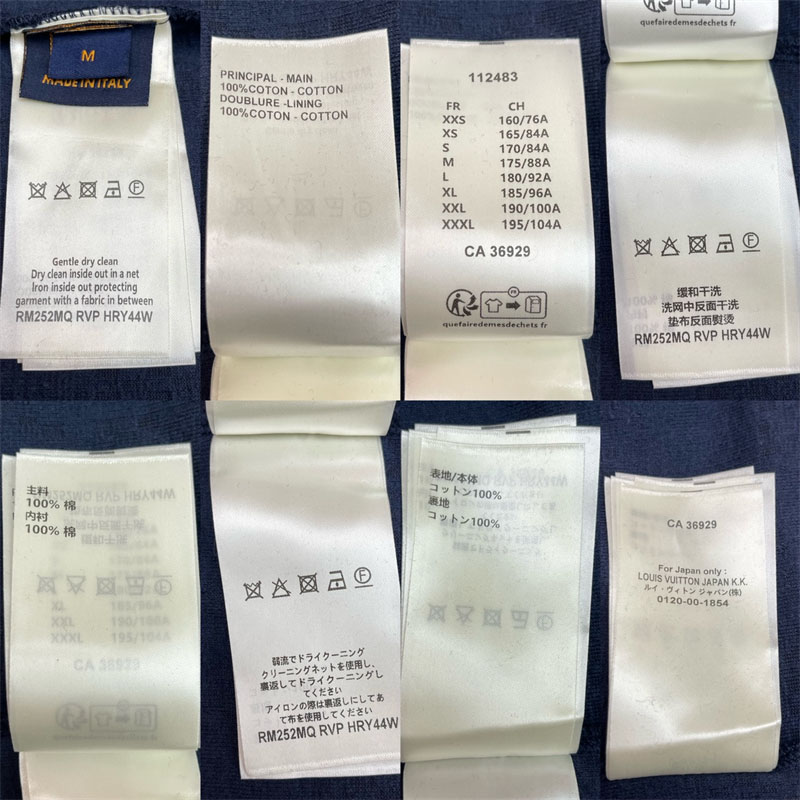 M
MADE IN ITALY
Gentle dry clean
Dry clean inside out in a net
Iron inside out protecting
garment with a fabric in between
RM252MQ RVP HRY44W
PRINCIPAL - MAIN
100%COTON - COTTON
DOUBLURE -LINING
100%COTON - COTTON
112483
FR CH
XXS 160/76A
XS 165/84A
S 170/84A
M 175/88A
L 180/92A
XL 185/96A
XXL 190/100A
XXXL 195/104A
CA 36929
FR
quefairedemesdechets.fr
quefairedemesdechets.fr
缓和干洗
洗网中反面干洗
垫布反面熨烫
RM252MQ RVP HRY44W
主料
100% 棉
内衬
100% 棉
XL 185/96A
XXL 190/100A
XXXL 195/104A
CA 36929
弱流でドライクーニング
クリーニングネットを使用し、
裏返してドライクーニングし
てください
アイロンの際は裏返しにしてあ
て布を使用してください
RM252MQ RVP HRY44W
表地/本体
コットン100%
裏地
コットン100%
CA 36929
For Japan only :
LOUIS VUITTON JAPAN K.K.
ルイ・ヴィトン ジャパン(株)
0120-00-1854